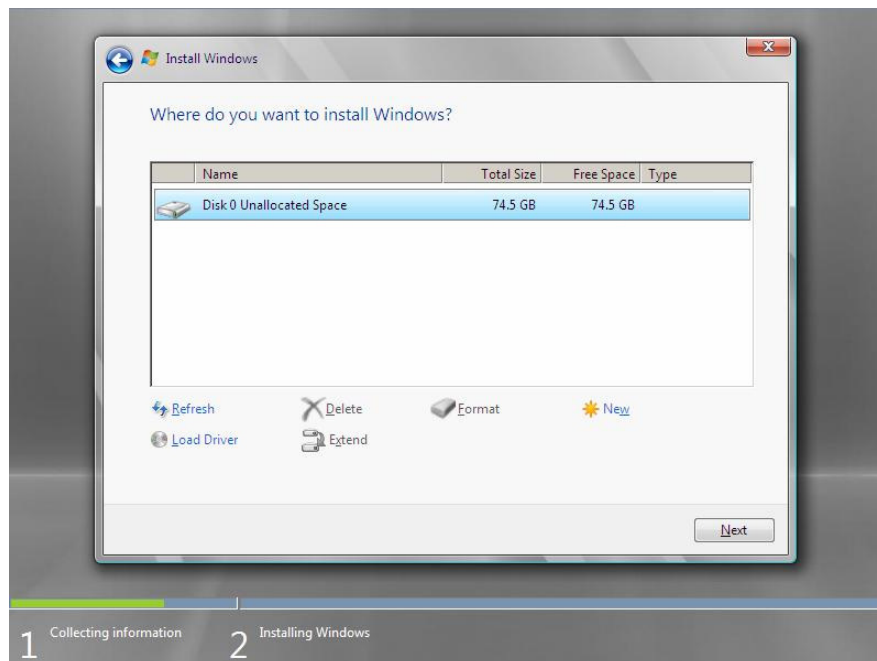 Install Windows
Where do you want to install Windows?
Name Total Size Free Space Type
Disk 0 Unallocated Space 74.5 GB 74.5 GB
Refresh Delete Format New
Load Driver Extend
Next
1 Collecting information 2 Installing Windows